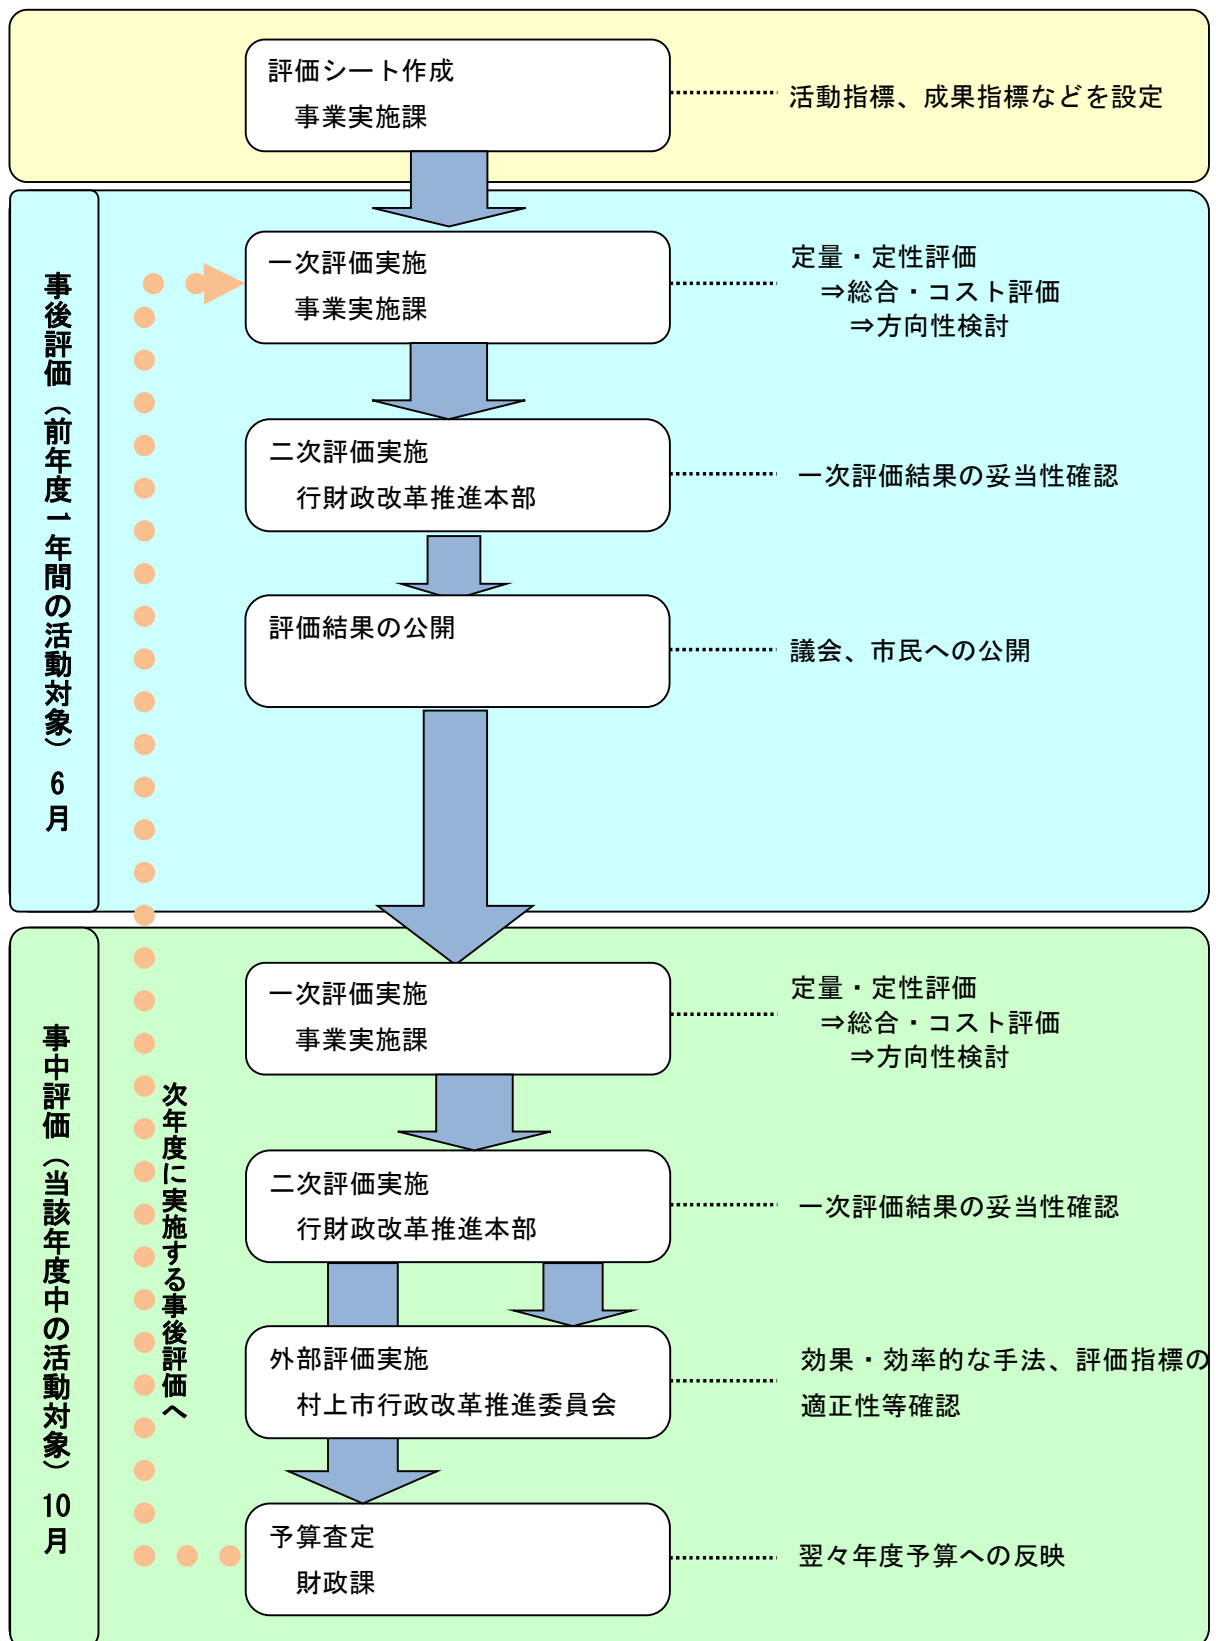 評価シート作成
事業実施課
活動指標、成果指標などを設定
事後評価（前年度一年間の活動対象）6月
一次評価実施
事業実施課
定量・定性評価
⇒総合・コスト評価
⇒方向性検討
二次評価実施
行財政改革推進本部
一次評価結果の妥当性確認
評価結果の公開
議会、市民への公開
事中評価（当該年度中の活動対象）10月
次年度に実施する事後評価へ
一次評価実施
事業実施課
定量・定性評価
⇒総合・コスト評価
⇒方向性検討
二次評価実施
行財政改革推進本部
一次評価結果の妥当性確認
外部評価実施
村上市行政改革推進委員会
効果・効率的な手法、評価指標の
適正性等確認
予算査定
財政課
翌々年度予算への反映